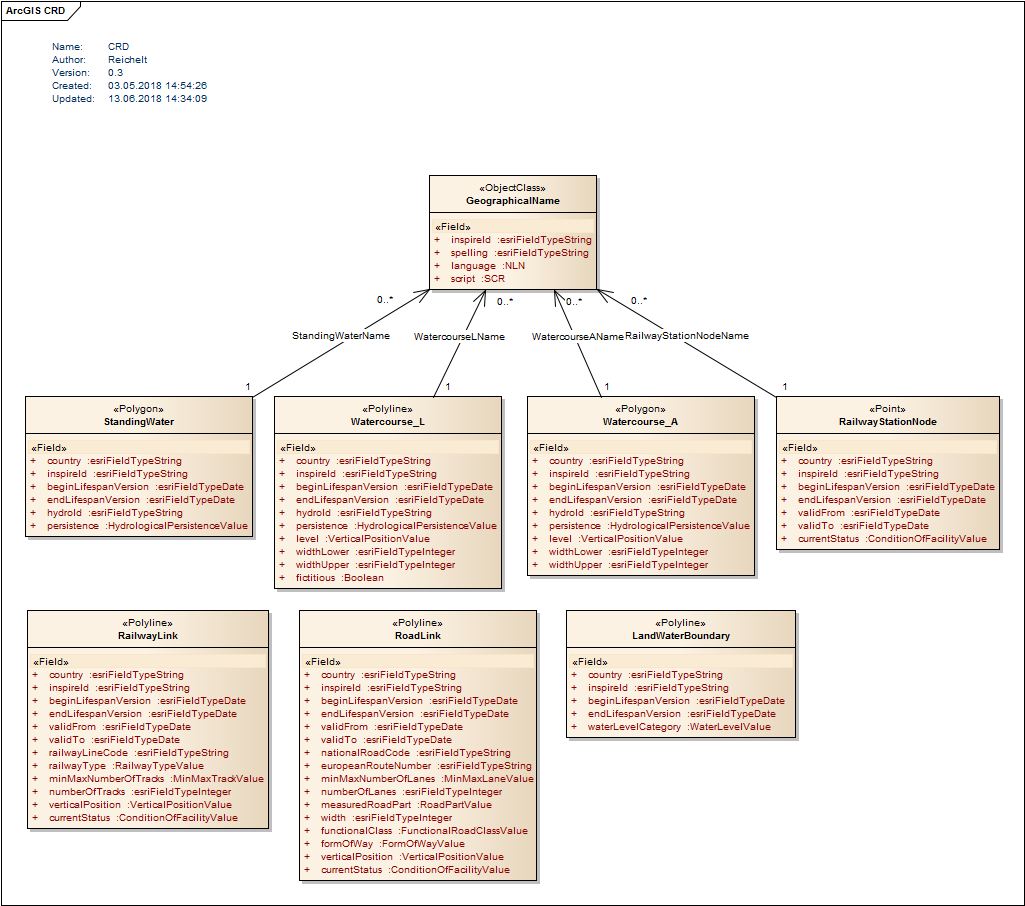 ArcGIS CRD
Name: CRD
Author: Reichelt
Version: 0.3
Created: 03.05.2018 14:54:26
Updated: 13.06.2018 14:34:09
«ObjectClass»
GeographicalName
«Field»
+ inspireId :esriFieldTypeString
+ spelling :esriFieldTypeString
+ language :NLN
+ script :SCR
0..* 0..* 0..* 0..*
StandingWaterName WatercourseLName WatercourseAName RailwayStationNodeName
1 1 1 1
«Polygon»
StandingWater
«Field»
+ country :esriFieldTypeString
+ inspireId :esriFieldTypeString
+ beginLifespanVersion :esriFieldTypeDate
+ endLifespanVersion :esriFieldTypeDate
+ hydroId :esriFieldTypeString
+ persistence :HydrologicalPersistenceValue
«Polyline»
Watercourse_L
«Field»
+ country :esriFieldTypeString
+ inspireId :esriFieldTypeString
+ beginLifespanVersion :esriFieldTypeDate
+ endLifespanVersion :esriFieldTypeDate
+ hydroId :esriFieldTypeString
+ persistence :HydrologicalPersistenceValue
+ level :VerticalPositionValue
+ widthLower :esriFieldTypeInteger
+ widthUpper :esriFieldTypeInteger
+ fictitious :Boolean
«Polygon»
Watercourse_A
«Field»
+ country :esriFieldTypeString
+ inspireId :esriFieldTypeString
+ beginLifespanVersion :esriFieldTypeDate
+ endLifespanVersion :esriFieldTypeDate
+ hydroId :esriFieldTypeString
+ persistence :HydrologicalPersistenceValue
+ level :VerticalPositionValue
+ widthLower :esriFieldTypeInteger
+ widthUpper :esriFieldTypeInteger
«Point»
RailwayStationNode
«Field»
+ country :esriFieldTypeString
+ inspireId :esriFieldTypeString
+ beginLifespanVersion :esriFieldTypeDate
+ endLifespanVersion :esriFieldTypeDate
+ validFrom :esriFieldTypeDate
+ validTo :esriFieldTypeDate
+ currentStatus :ConditionOfFacilityValue
«Polyline»
RailwayLink
«Field»
+ country :esriFieldTypeString
+ inspireId :esriFieldTypeString
+ beginLifespanVersion :esriFieldTypeDate
+ endLifespanVersion :esriFieldTypeDate
+ validFrom :esriFieldTypeDate
+ validTo :esriFieldTypeDate
+ railwayLineCode :esriFieldTypeString
+ railwayType :RailwayTypeValue
+ minMaxNumberOfTracks :MinMaxTrackValue
+ numberOfTracks :esriFieldTypeInteger
+ verticalPosition :VerticalPositionValue
+ currentStatus :ConditionOfFacilityValue
«Polyline»
RoadLink
«Field»
+ country :esriFieldTypeString
+ inspireId :esriFieldTypeString
+ beginLifespanVersion :esriFieldTypeDate
+ endLifespanVersion :esriFieldTypeDate
+ validFrom :esriFieldTypeDate
+ validTo :esriFieldTypeDate
+ nationalRoadCode :esriFieldTypeString
+ europeanRouteNumber :esriFieldTypeString
+ minMaxNumberOfLanes :MinMaxLaneValue
+ numberOfLanes :esriFieldTypeInteger
+ measuredRoadPart :RoadPartValue
+ width :esriFieldTypeInteger
+ functionalClass :FunctionalRoadClassValue
+ formOfWay :FormOfWayValue
+ verticalPosition :VerticalPositionValue
+ currentStatus :ConditionOfFacilityValue
«Polyline»
LandWaterBoundary
«Field»
+ country :esriFieldTypeString
+ inspireId :esriFieldTypeString
+ beginLifespanVersion :esriFieldTypeDate
+ endLifespanVersion :esriFieldTypeDate
+ waterLevelCategory :WaterLevelValue